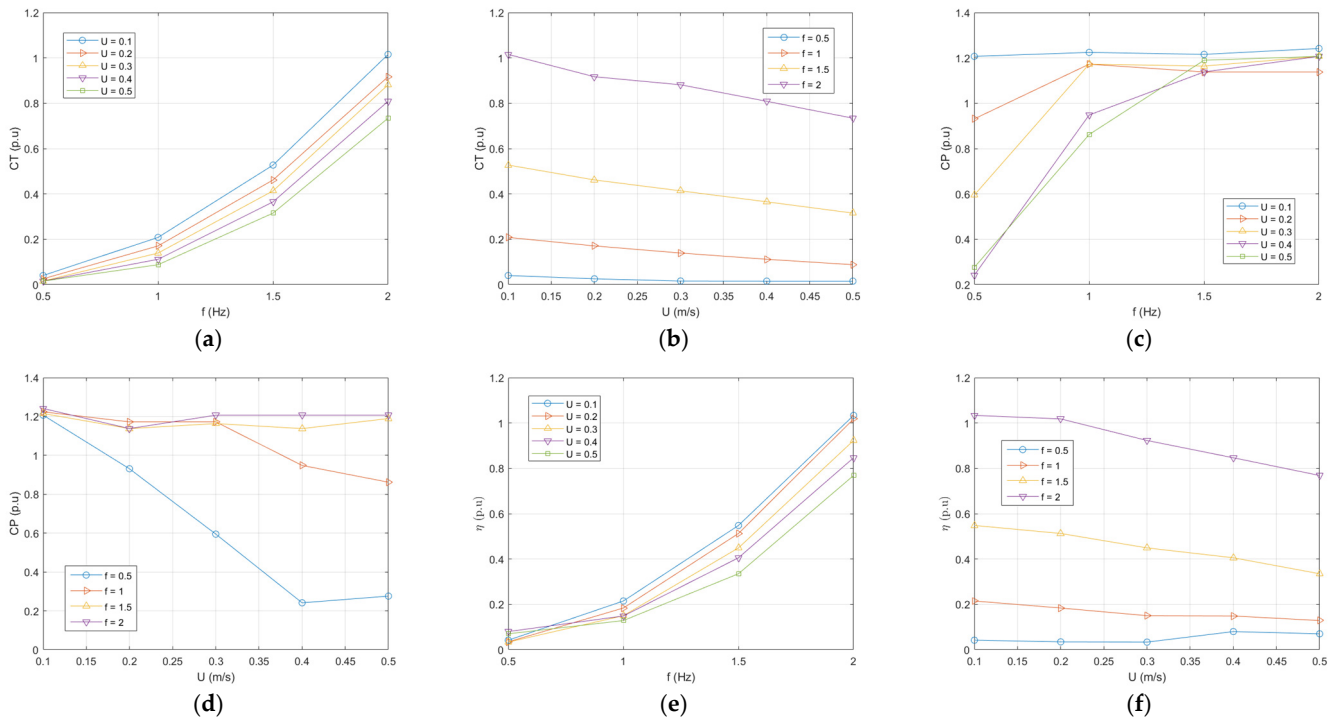 1.2
1
0.8
0.6
0.4
0.2
0
CT (p.u)
U = 0.1
U = 0.2
U = 0.3
U = 0.4
U = 0.5
0.5 1 1.5 2
f (Hz)
(a)
1.2
1
0.8
0.6
0.4
0.2
0
CT (p.u)
f = 0.5
f = 1
f = 1.5
f = 2
0.1 0.15 0.2 0.25 0.3 0.35 0.4 0.45 0.5
U (m/s)
(b)
1.4
1.2
1
0.8
0.6
0.4
0.2
CP (p.u)
U = 0.1
U = 0.2
U = 0.3
U = 0.4
U = 0.5
0.5 1 1.5 2
f (Hz)
(c)
1.4
1.2
1
0.8
0.6
0.4
0.2
0
CP (p.u)
f = 0.5
f = 1
f = 1.5
f = 2
0.1 0.15 0.2 0.25 0.3 0.35 0.4 0.45 0.5
U (m/s)
(d)
1.2
1
0.8
0.6
0.4
0.2
0
η (p.u)
U = 0.1
U = 0.2
U = 0.3
U = 0.4
U = 0.5
0.5 1 1.5 2
f (Hz)
(e)
1.2
1
0.8
0.6
0.4
0.2
0
η (p.u)
f = 0.5
f = 1
f = 1.5
f = 2
0.1 0.15 0.2 0.25 0.3 0.35 0.4 0.45 0.5
U (m/s)
(f)